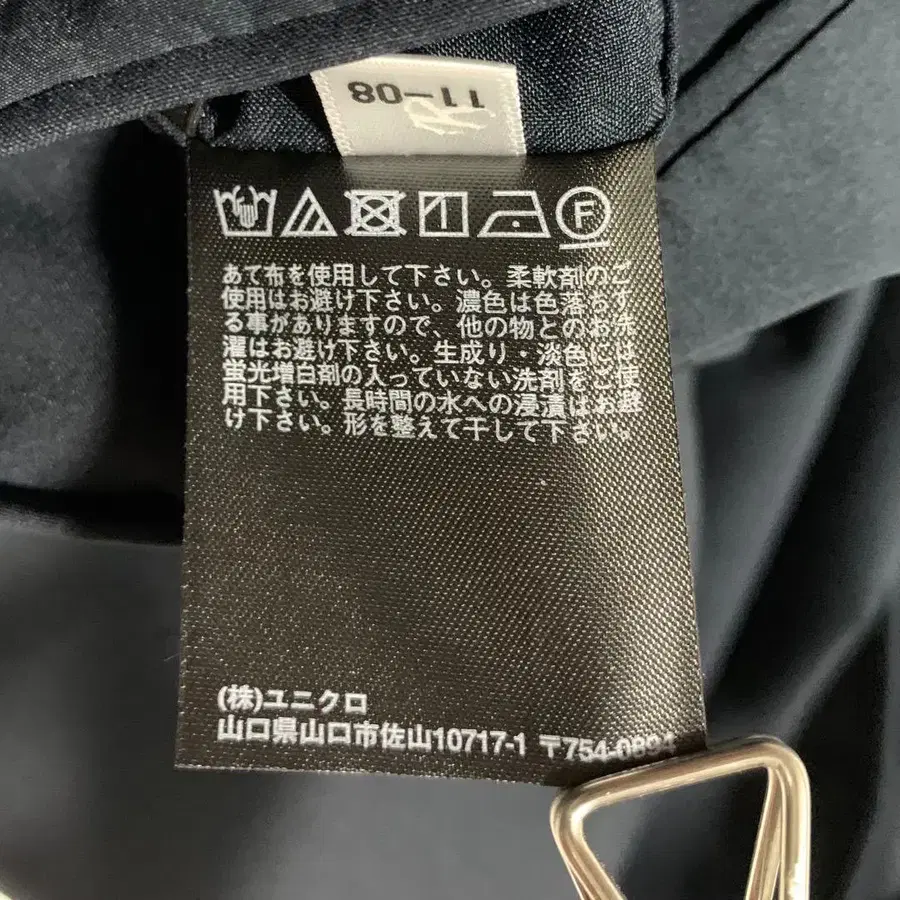 11-08
あて布を使用して下さい。柔軟剤のご
使用はお避け下さい。濃色は色落ちす
る事がありますので、他の物とのお洗
濯はお避け下さい。生成り・淡色には
蛍光増白剤の入っていない洗剤をご使
用下さい。長時間の水への浸漬はお避
け下さい。形を整えて干して下さい。
(株)ユニクロ
山口県山口市佐山10717-1 〒754-0894